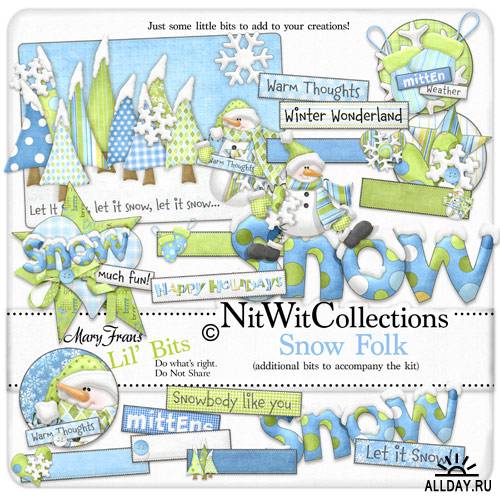 Just some little bits to add to your creations!
Warm Thoughts
mittEn
Weather
Winter Wonderland
Warm Thoughts
Let It Snow, let it snow, let it snow...
snow
much fun!
HAPPY HOLIDAYS
snow
Mary Frans
Lil' Bits
Do what's right.
Do Not Share
©NitWitCollections
Snow Folk
(additional bits to accompany the kit)
Warm Thoughts
Snowbody like you
mittEns
snow
Let it Snow
ALLDAY.RU